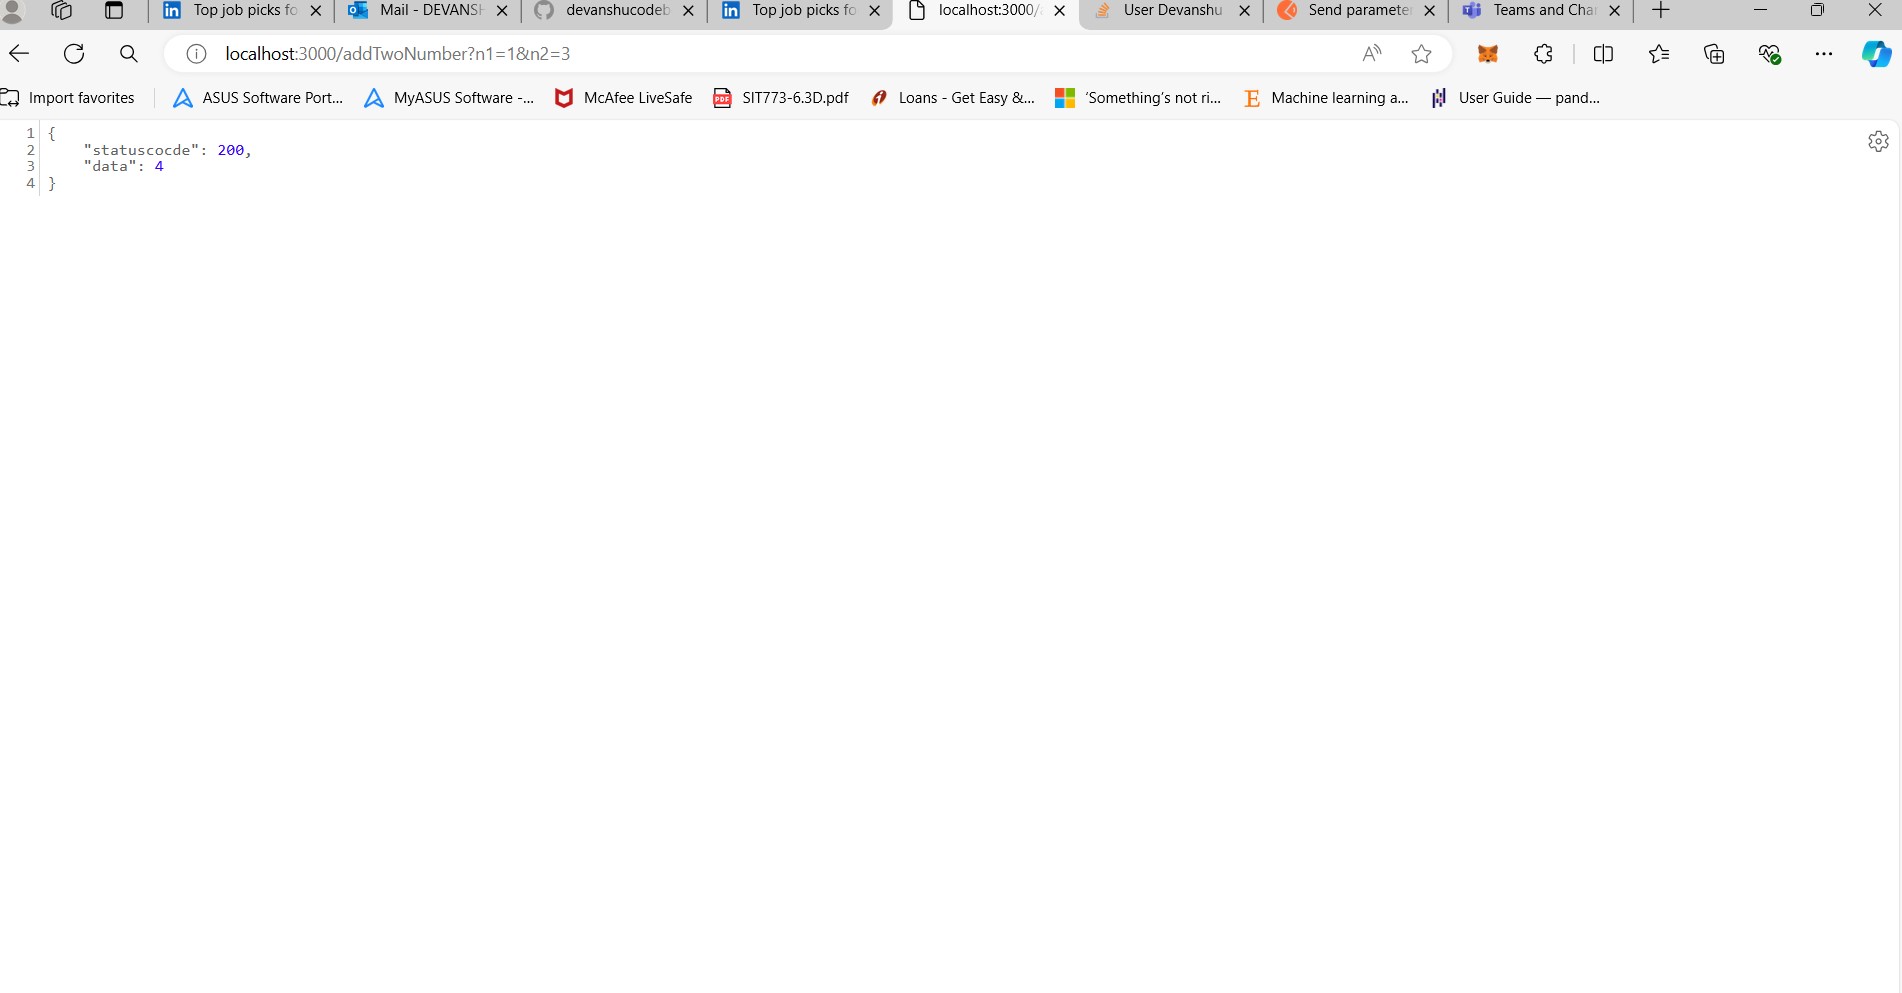 Top job picks fo
Mail - DEVANSH
devanshucodeb
Top job picks fo
localhost:3000/
User Devanshu
Send parameter
Teams and Chan
localhost:3000/addTwoNumber?n1=1&n2=3
Import favorites
ASUS Software Port...
MyASUS Software -...
McAfee LiveSafe
PDF
SIT773-6.3D.pdf
Loans - Get Easy &...
'Something's not ri...
Machine learning a...
User Guide — pand...
1 {
2 "statuscocde": 200,
3 "data": 4
4 }